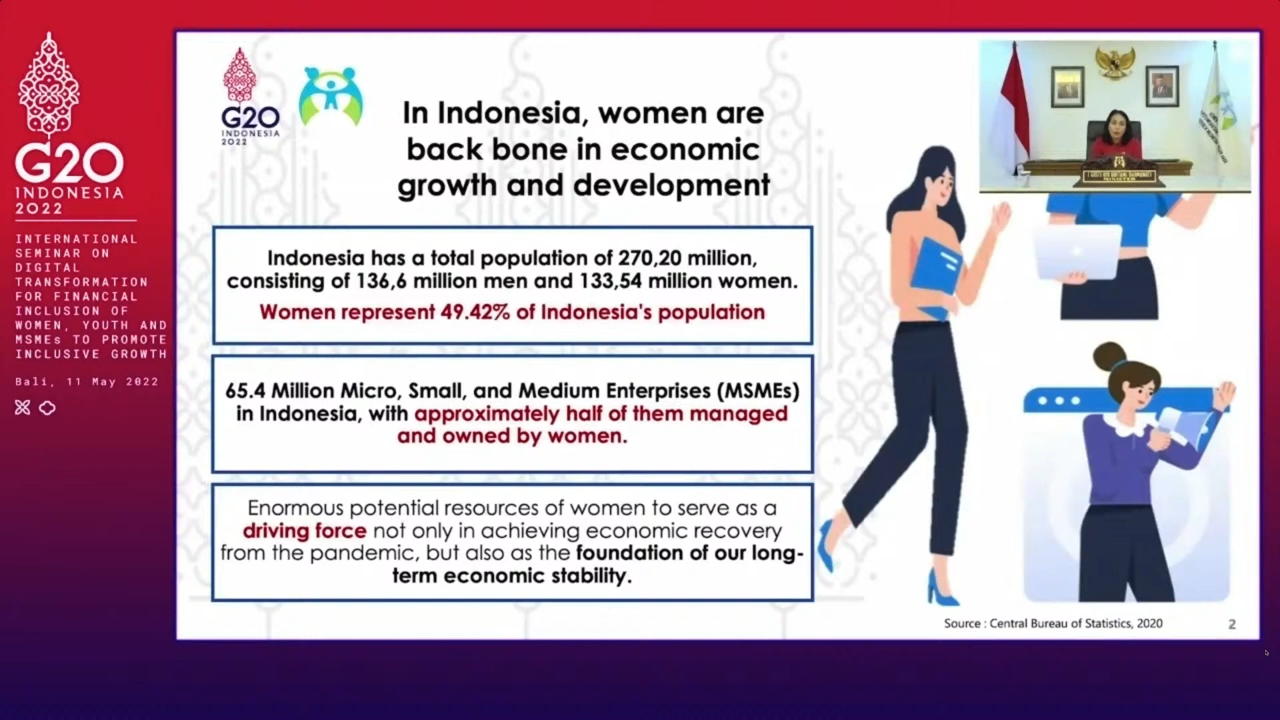 G20
INDONESIA
2022
INTERNATIONAL
SEMINAR ON
DIGITAL
TRANSFORMATION
FOR FINANCIAL
INCLUSION OF
WOMEN, YOUTH AND
MSMEs TO PROMOTE
INCLUSIVE GROWTH
Bali, 11 May 2022
G20
INDONESIA
2022
In Indonesia, women are
back bone in economic
growth and development
Indonesia has a total population of 270,20 million,
consisting of 136,6 million men and 133,54 million women.
Women represent 49.42% of Indonesia's population
65.4 Million Micro, Small, and Medium Enterprises (MSMEs)
in Indonesia, with approximately half of them managed
and owned by women.
Enormous potential resources of women to serve as a
driving force not only in achieving economic recovery
from the pandemic, but also as the foundation of our long-
term economic stability.
Source : Central Bureau of Statistics, 2020
2